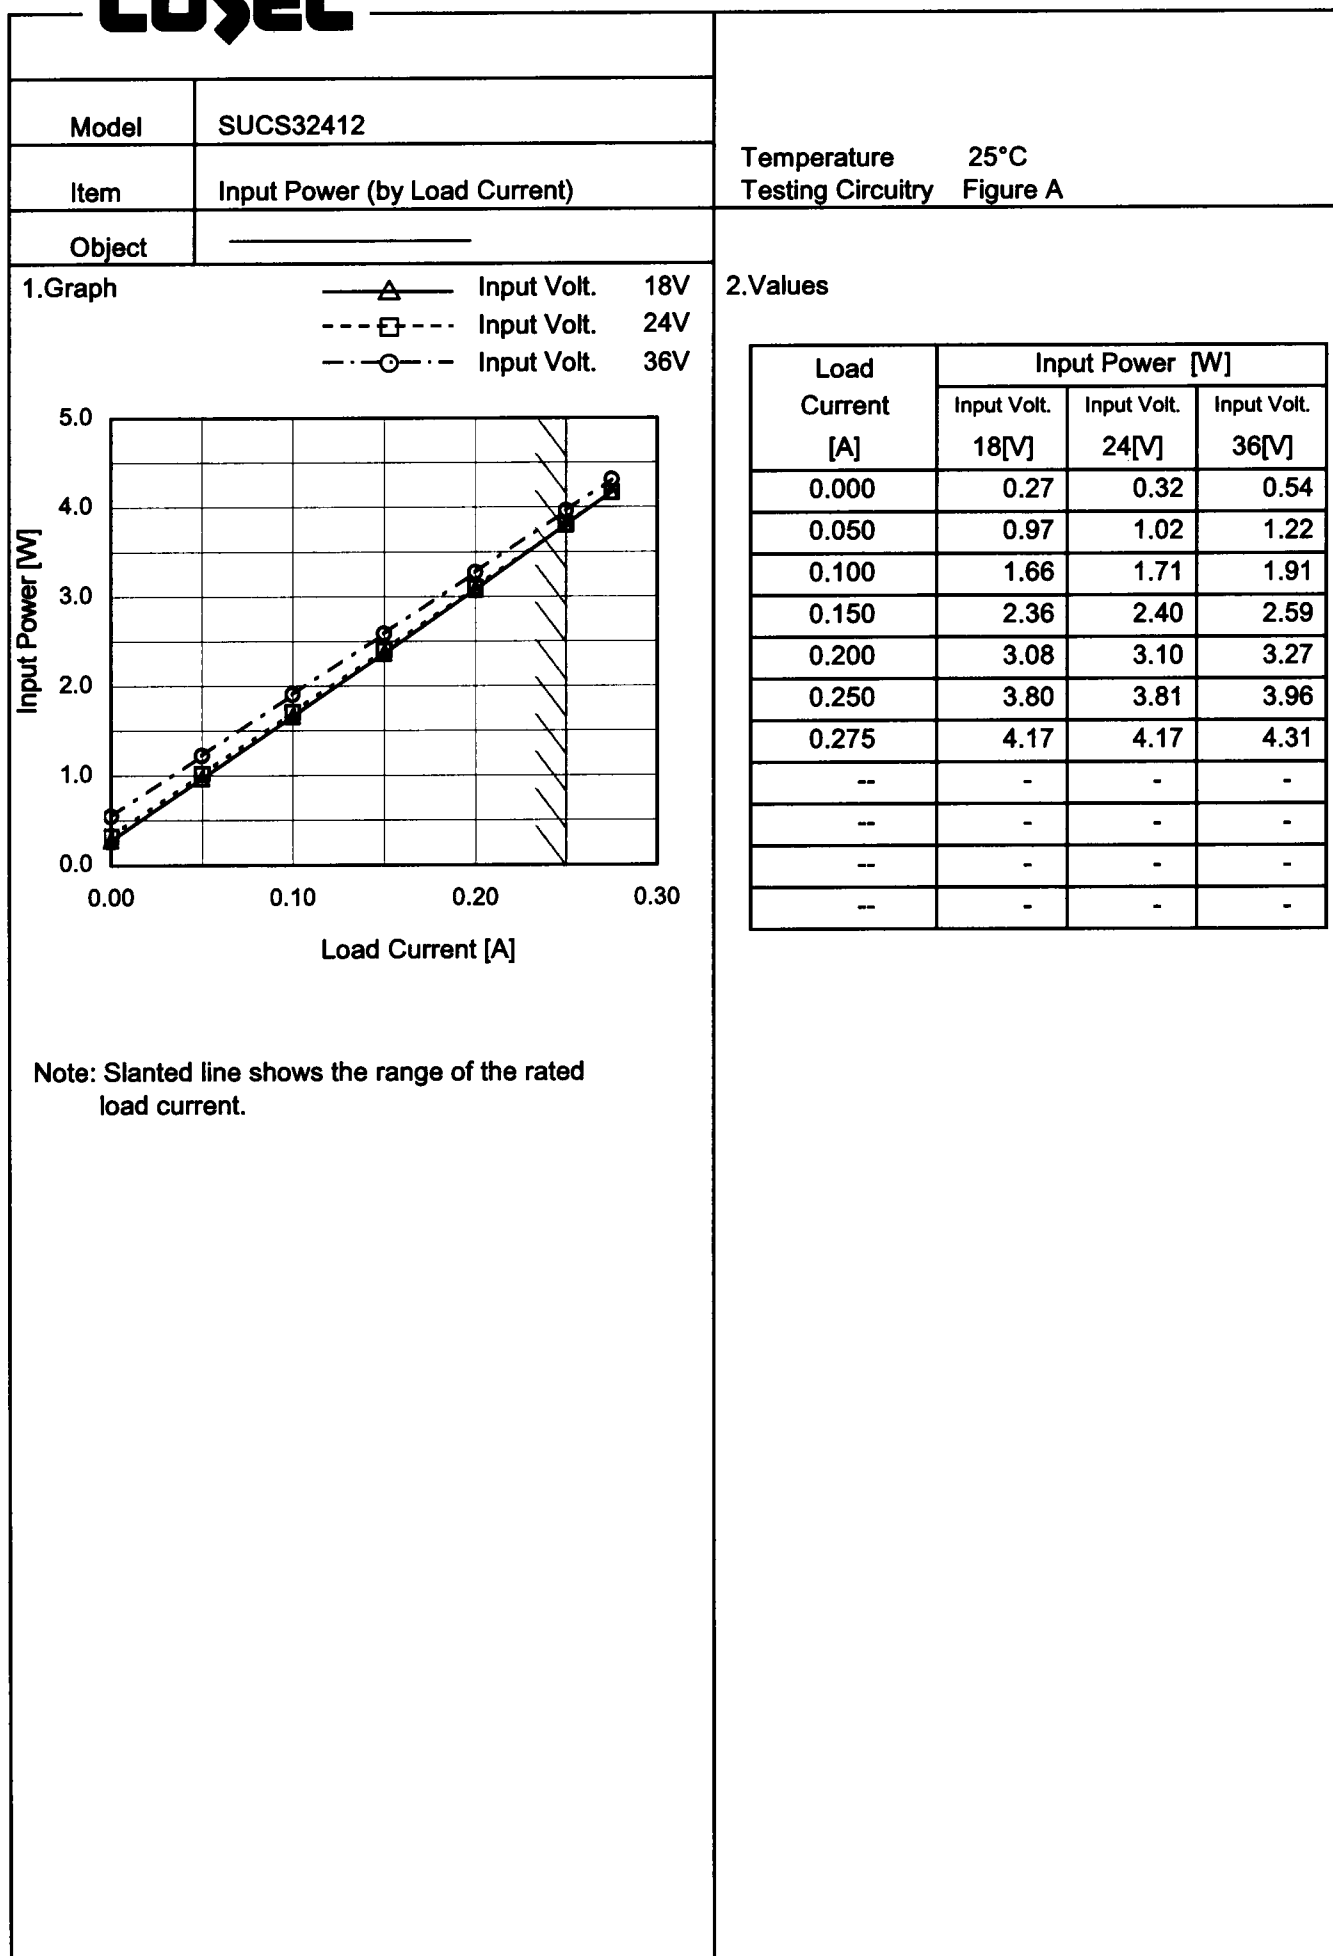 COSEL
Model SUCS32412
Item Input Power (by Load Current)
Object
Temperature 25°C
Testing Circuitry Figure A
1.Graph
Input Volt. 18V
Input Volt. 24V
Input Volt. 36V
5.0
4.0
3.0
2.0
1.0
0.0
Input Power [W]
0.00 0.10 0.20 0.30
Load Current [A]
Note: Slanted line shows the range of the rated
load current.
2.Values
Load Input Power [W]
Current Input Volt. Input Volt. Input Volt.
[A] 18[V] 24[V] 36[V]
0.000 0.27 0.32 0.54
0.050 0.97 1.02 1.22
0.100 1.66 1.71 1.91
0.150 2.36 2.40 2.59
0.200 3.08 3.10 3.27
0.250 3.80 3.81 3.96
0.275 4.17 4.17 4.31
-- - - -
-- - - -
-- - - -
-- - - -